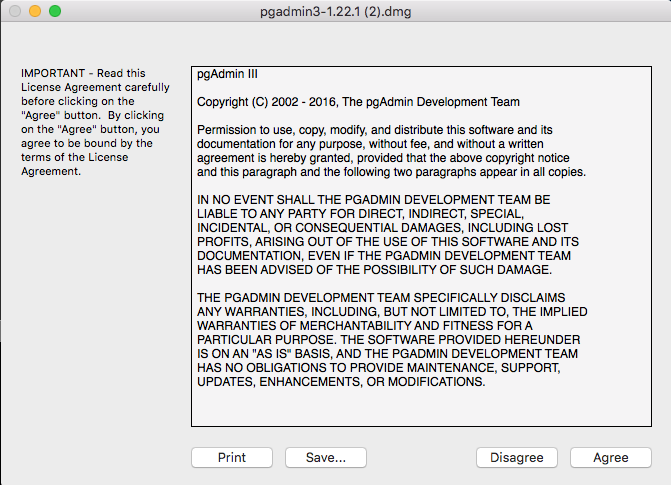 pgadmin3-1.22.1 (2).dmg
IMPORTANT - Read this
License Agreement carefully
before clicking on the
"Agree" button.  By clicking
on the "Agree" button, you
agree to be bound by the
terms of the License
Agreement.
pgAdmin III
Copyright (C) 2002 - 2016, The pgAdmin Development Team
Permission to use, copy, modify, and distribute this software and its
documentation for any purpose, without fee, and without a written
agreement is hereby granted, provided that the above copyright notice
and this paragraph and the following two paragraphs appear in all copies.
IN NO EVENT SHALL THE PGADMIN DEVELOPMENT TEAM BE
LIABLE TO ANY PARTY FOR DIRECT, INDIRECT, SPECIAL,
INCIDENTAL, OR CONSEQUENTIAL DAMAGES, INCLUDING LOST
PROFITS, ARISING OUT OF THE USE OF THIS SOFTWARE AND ITS
DOCUMENTATION, EVEN IF THE PGADMIN DEVELOPMENT TEAM
HAS BEEN ADVISED OF THE POSSIBILITY OF SUCH DAMAGE.
THE PGADMIN DEVELOPMENT TEAM SPECIFICALLY DISCLAIMS
ANY WARRANTIES, INCLUDING, BUT NOT LIMITED TO, THE IMPLIED
WARRANTIES OF MERCHANTABILITY AND FITNESS FOR A
PARTICULAR PURPOSE. THE SOFTWARE PROVIDED HEREUNDER
IS ON AN "AS IS" BASIS, AND THE PGADMIN DEVELOPMENT TEAM
HAS NO OBLIGATIONS TO PROVIDE MAINTENANCE, SUPPORT,
UPDATES, ENHANCEMENTS, OR MODIFICATIONS.
Print
Save...
Disagree
Agree